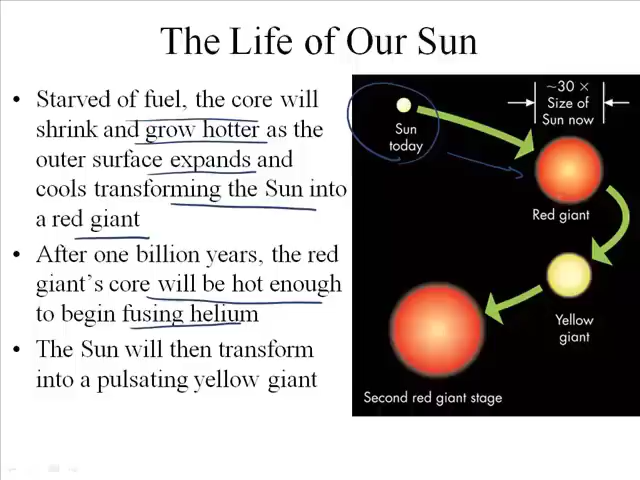 The Life of Our Sun
• Starved of fuel, the core will
shrink and grow hotter as the
outer surface expands and
cools transforming the Sun into
a red giant
• After one billion years, the red
giant's core will be hot enough
to begin fusing helium
• The Sun will then transform
into a pulsating yellow giant
~30 ×
Size of
Sun now
Sun
today
Red giant
Yellow
giant
Second red giant stage